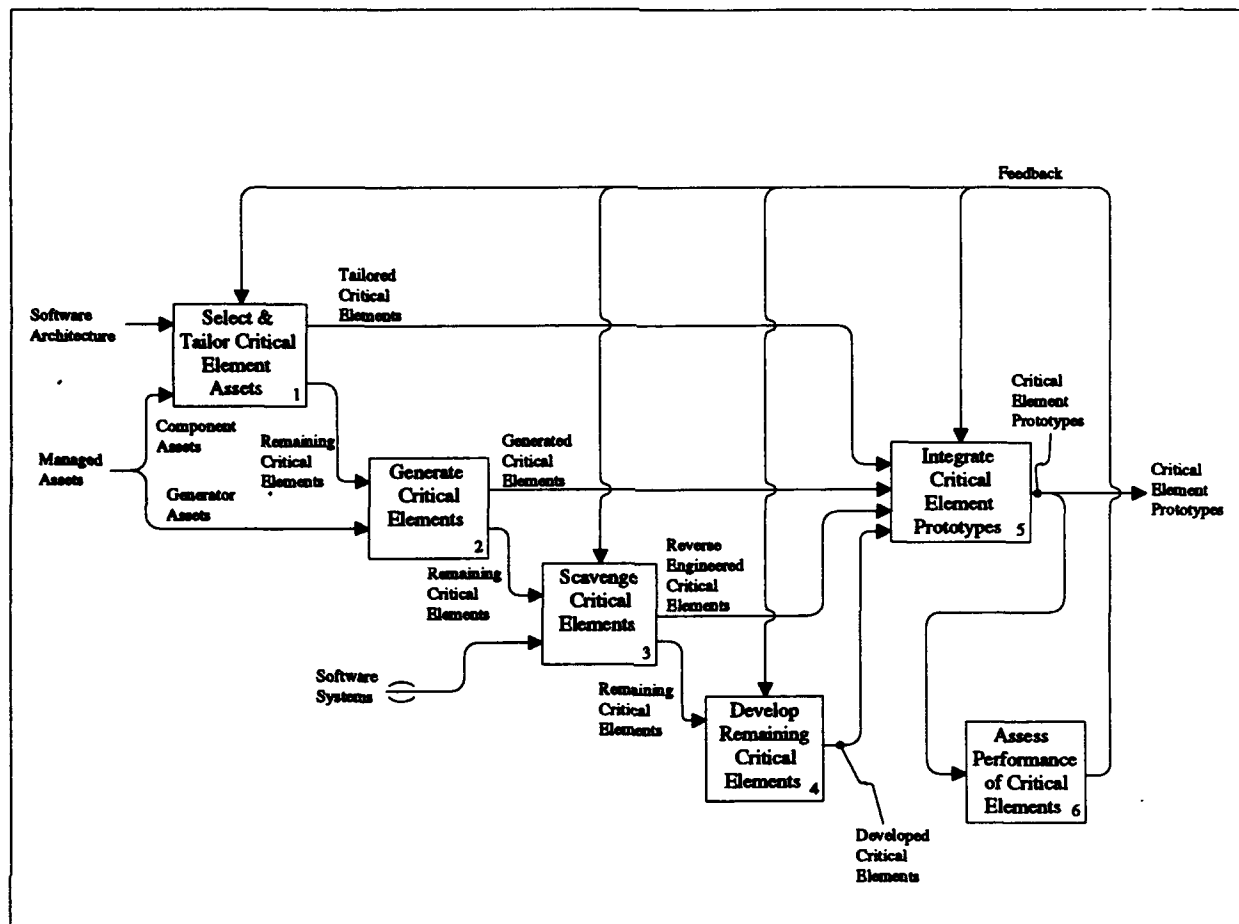 Feedback
Tailored
Critical
Elements
Software
Architecture
Select &
Tailor Critical
Element
Assets
1
Component
Assets
Managed
Assets
Generator
Assets
Remaining
Critical
Elements
Generate
Critical
Elements
2
Generated
Critical
Elements
Remaining
Critical
Elements
Scavenge
Critical
Elements
3
Reverse
Engineered
Critical
Elements
Software
Systems
Remaining
Critical
Elements
Develop
Remaining
Critical
Elements
4
Developed
Critical
Elements
Integrate
Critical
Element
Prototypes
5
Critical
Element
Prototypes
Critical
Element
Prototypes
Assess
Performance
of Critical
Elements
6